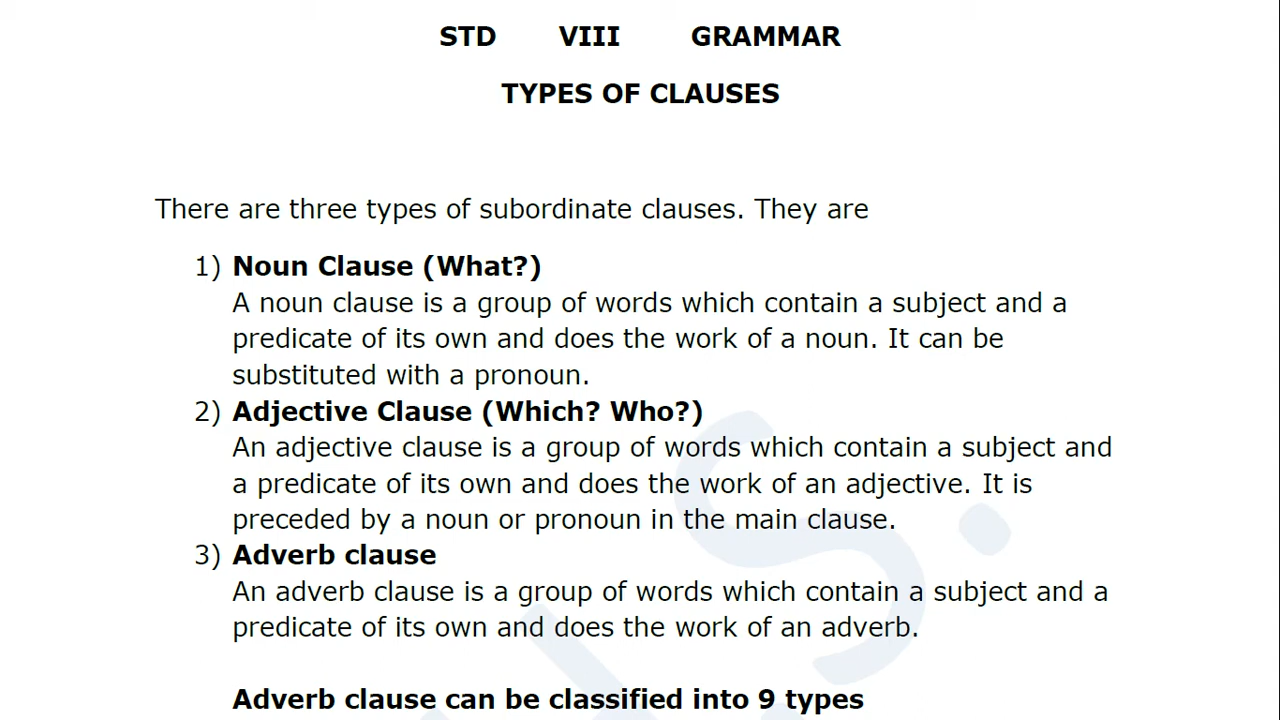 STD VIII GRAMMAR
TYPES OF CLAUSES
There are three types of subordinate clauses. They are
1) Noun Clause (What?)
A noun clause is a group of words which contain a subject and a
predicate of its own and does the work of a noun. It can be
substituted with a pronoun.
2) Adjective Clause (Which? Who?)
An adjective clause is a group of words which contain a subject and
a predicate of its own and does the work of an adjective. It is
preceded by a noun or pronoun in the main clause.
3) Adverb clause
An adverb clause is a group of words which contain a subject and a
predicate of its own and does the work of an adverb.
Adverb clause can be classified into 9 types